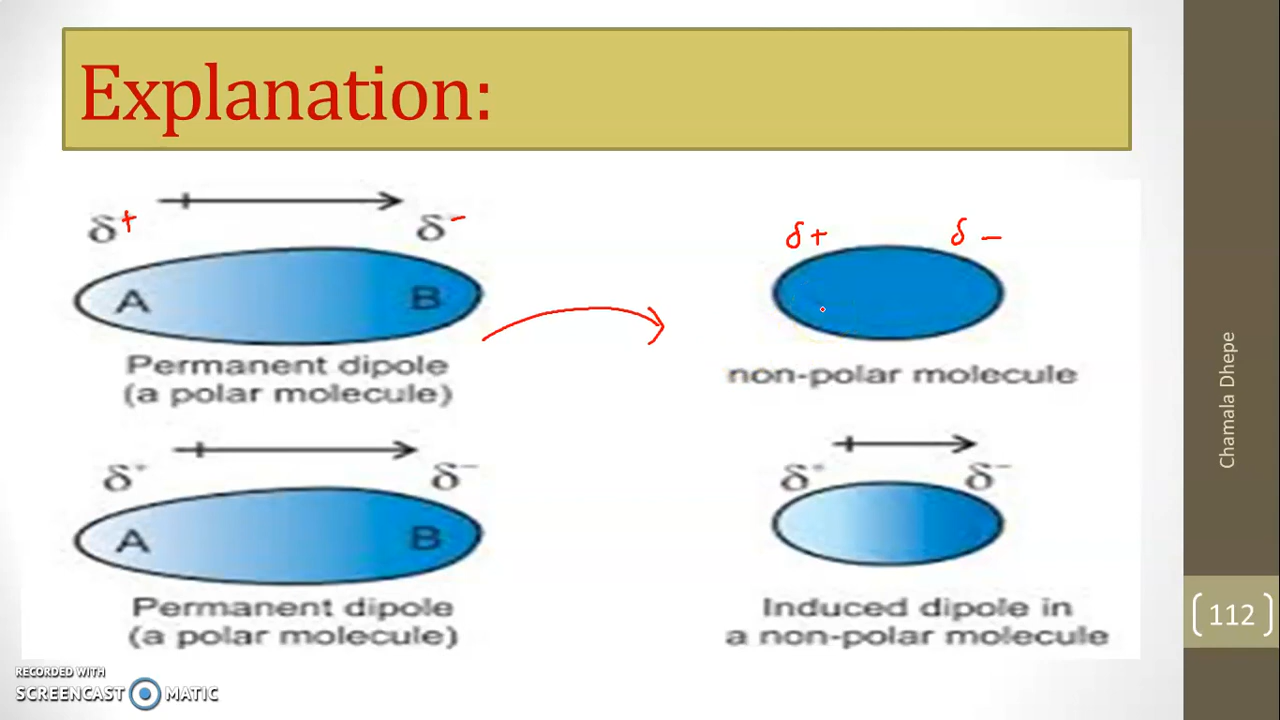 Explanation:
δ+
δ-
δ+
δ-
A
B
Permanent dipole
(a polar molecule)
non-polar molecule
δ+
δ-
δ+
δ-
A
B
Permanent dipole
(a polar molecule)
Induced dipole in
a non-polar molecule
Chamala Dhepe
112
RECORDED WITH
SCREENCAST MATIC